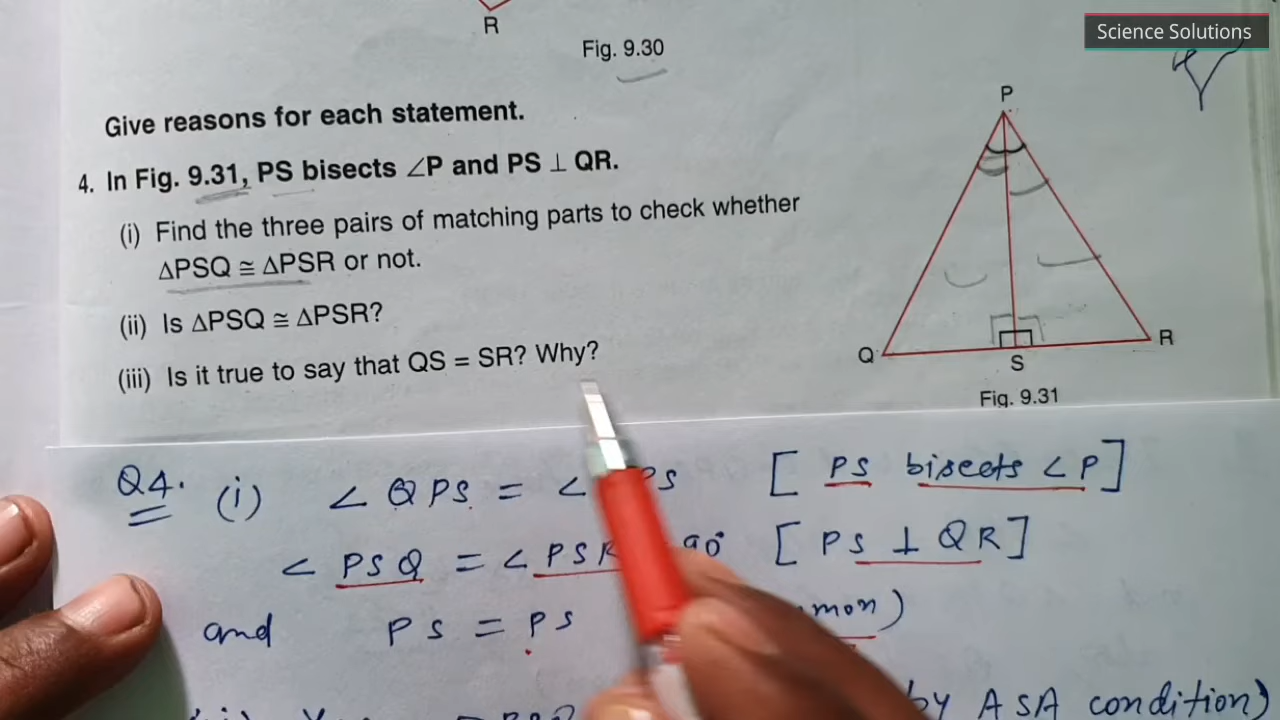 R
Science Solutions
Fig. 9.30
P
Give reasons for each statement.
4. In Fig. 9.31, PS bisects ∠P and PS ⊥ QR.
(i) Find the three pairs of matching parts to check whether
ΔPSQ ≅ ΔPSR or not.
(ii) Is ΔPSQ ≅ ΔPSR?
(iii) Is it true to say that QS = SR? Why?
Q
S
R
Fig. 9.31
Q4. (i) ∠QPS = ∠ PS [PS bisects ∠P]
∠PSQ = ∠PSR 90° [PS ⊥ QR]
and PS = PS mon)
by ASA condition)